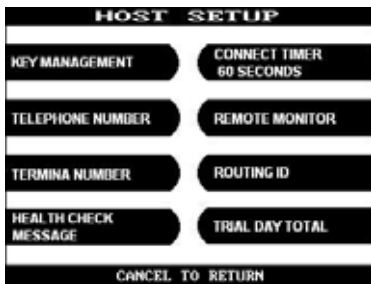 HOST SETUP
KEY MANAGEMENT
CONNECT TIMER
60 SECONDS
TELEPHONE NUMBER
REMOTE MONITOR
TERMINA NUMBER
ROUTING ID
HEALTH CHECK
MESSAGE
TRIAL DAY TOTAL
CANCEL TO RETURN